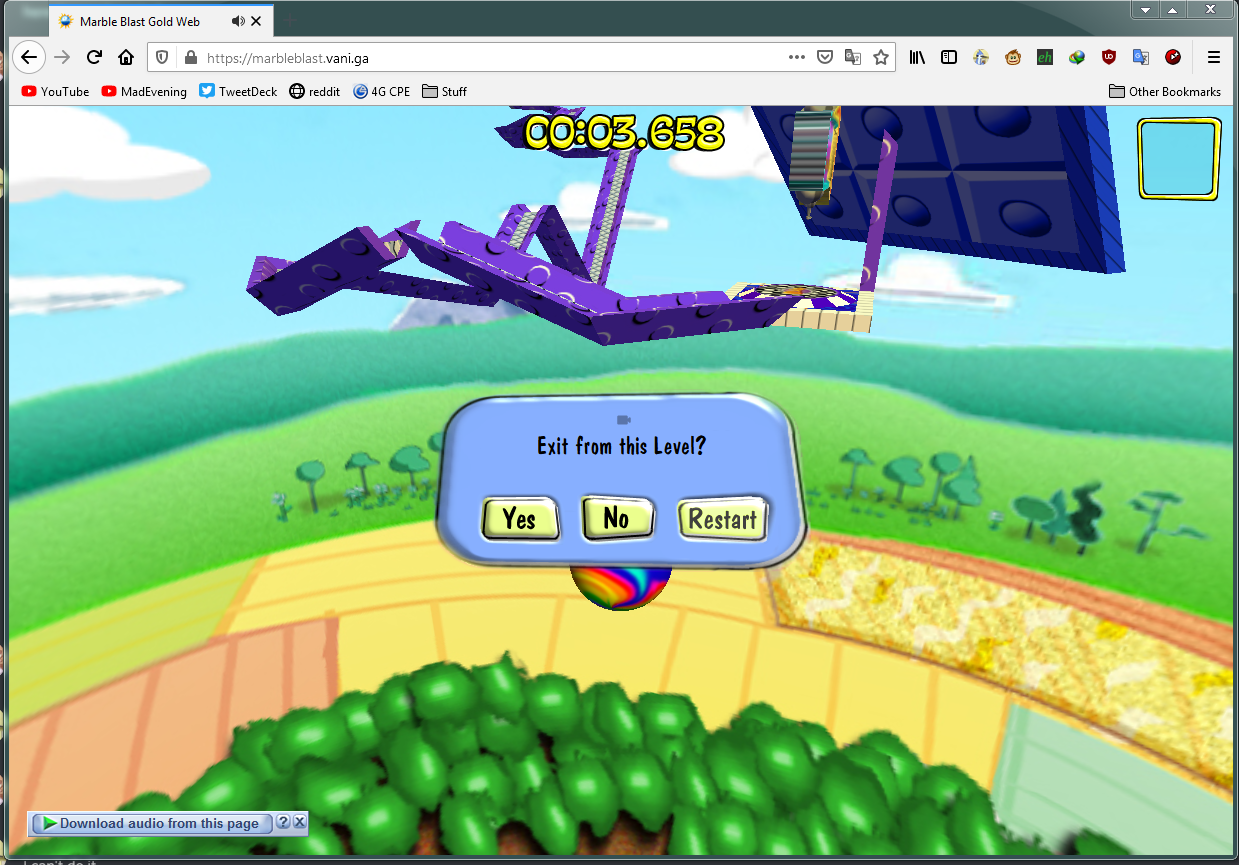 Marble Blast Gold Web
https://marbleblast.vani.ga
YouTube MadEvening TweetDeck reddit 4G CPE Stuff Other Bookmarks
00:03.658
Exit from this Level?
Yes No Restart
Download audio from this page ?